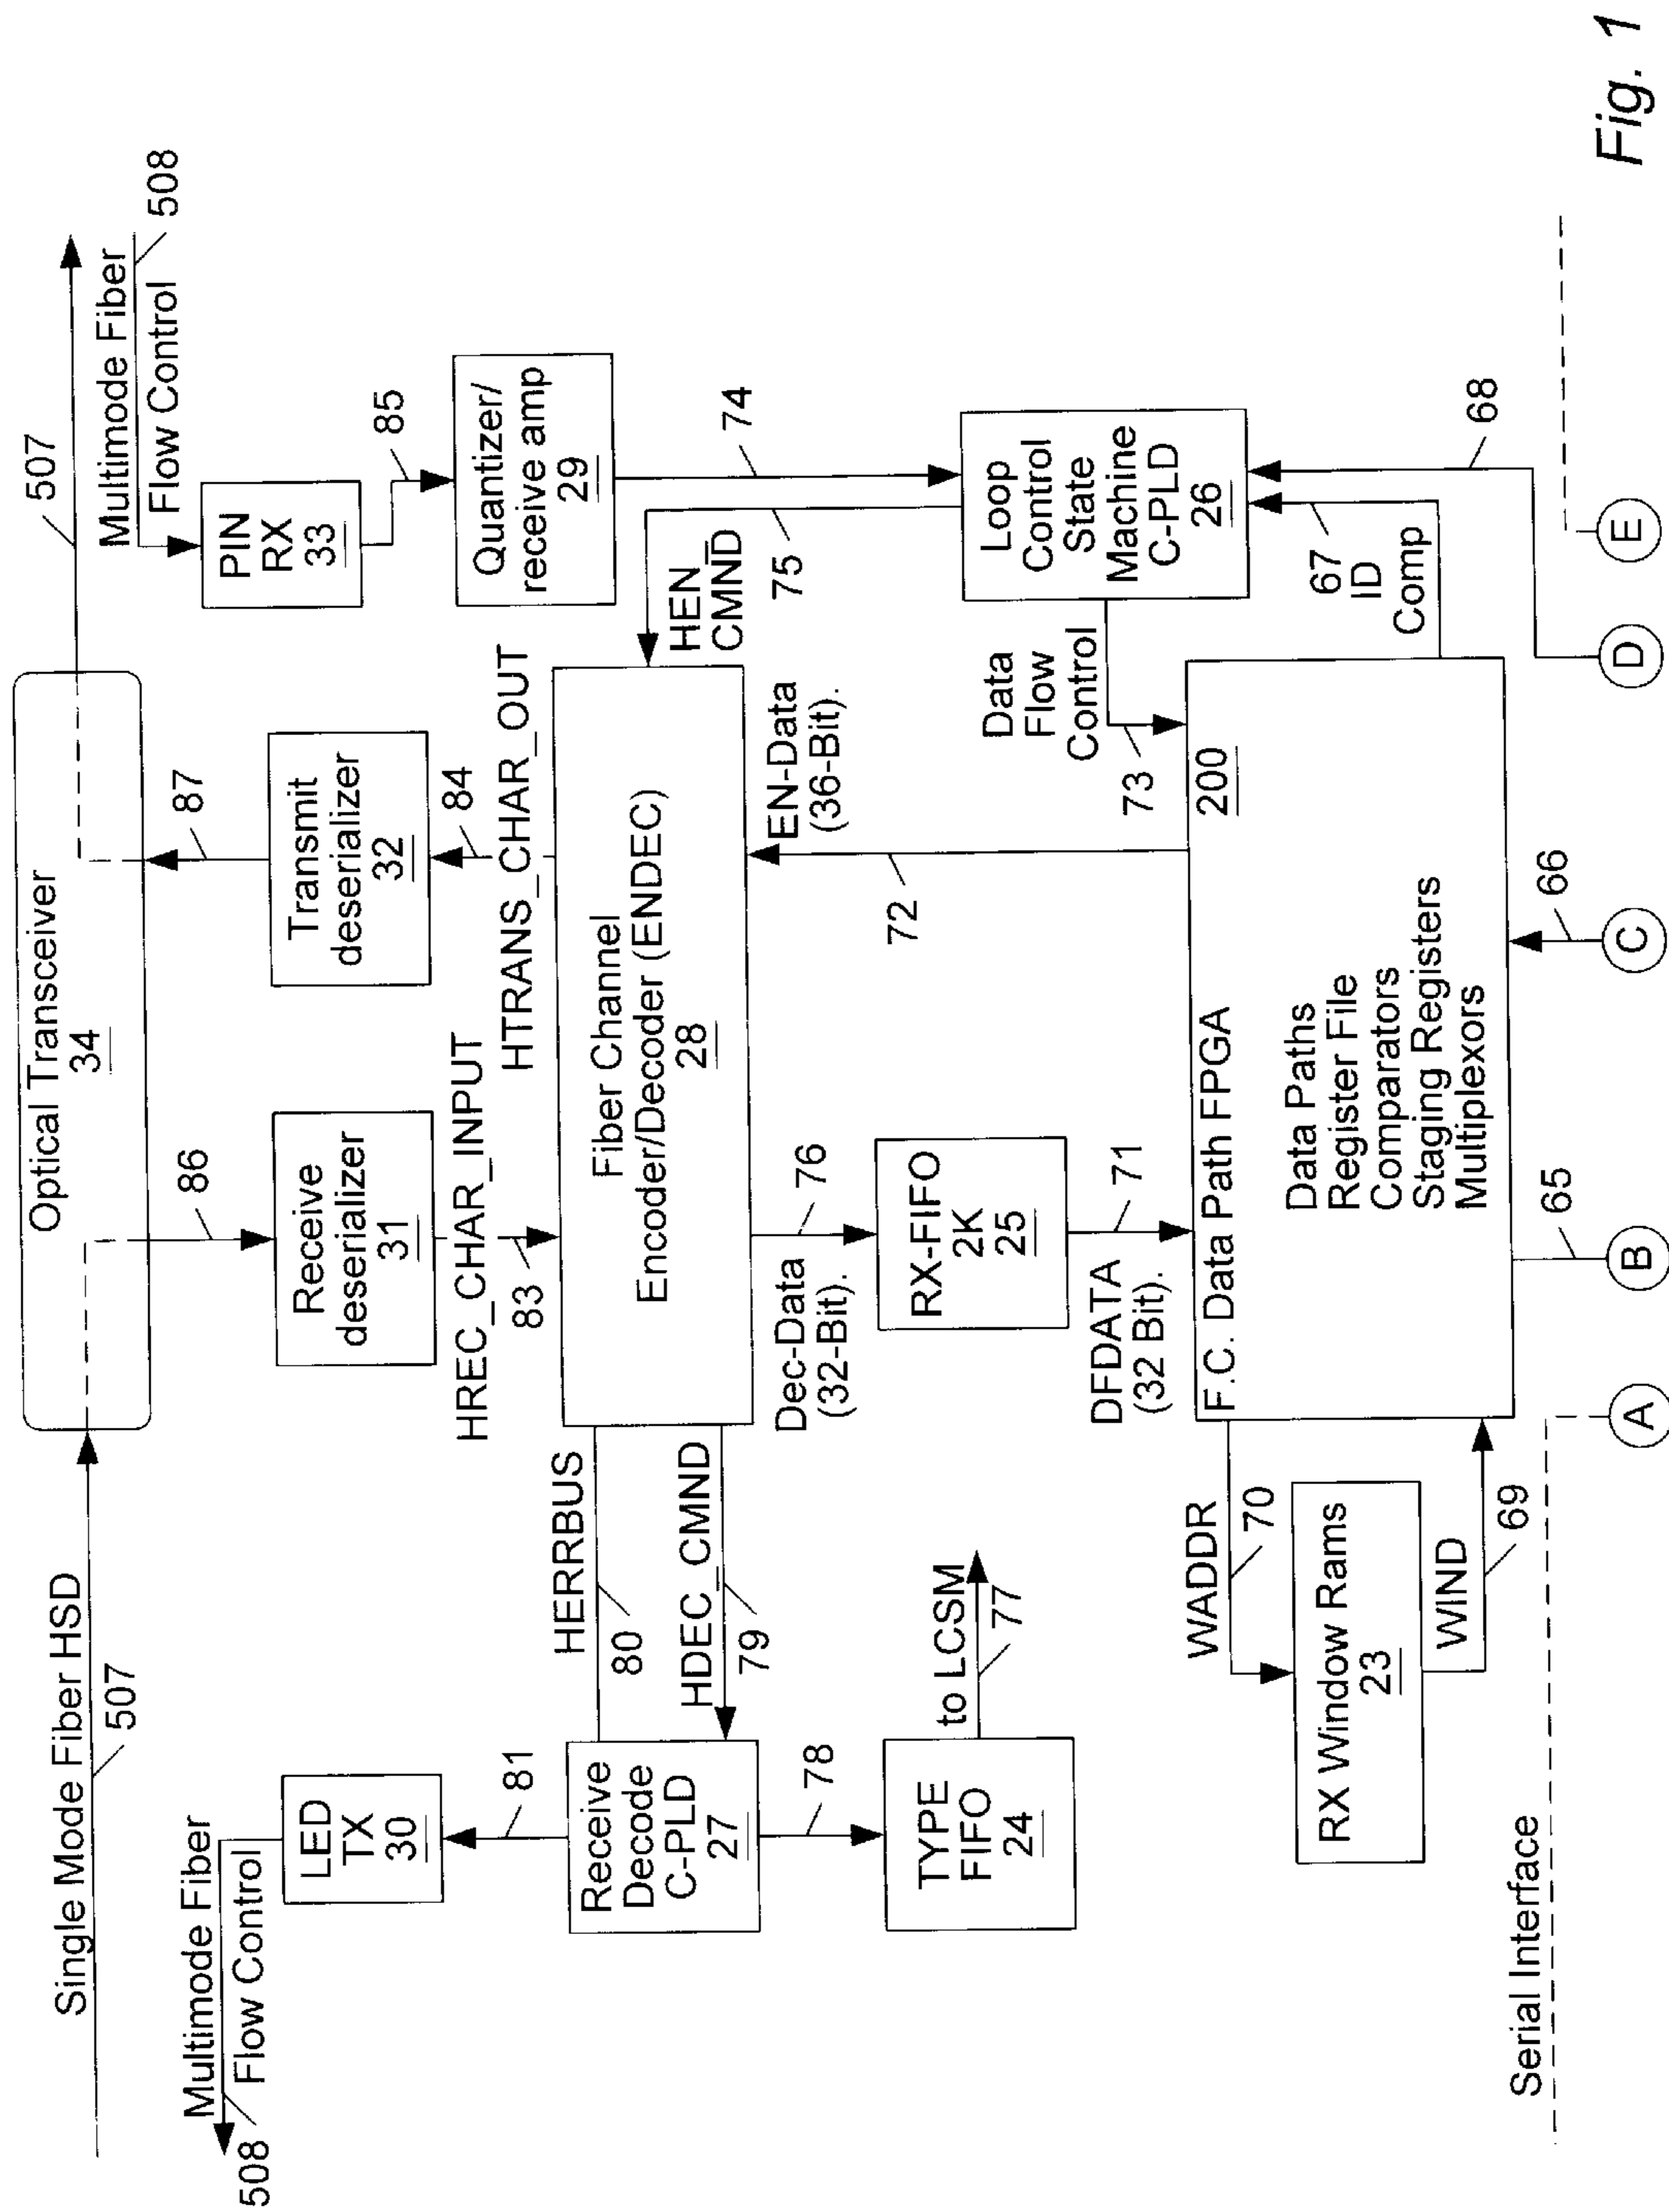 Single Mode Fiber HSD
507
Optical Transceiver
34
507
Multimode Fiber
Flow Control
508
Multimode Fiber
Flow Control
508
LED
TX
30
86
Receive
deserializer
31
87
Transmit
deserializer
32
PIN
RX
33
85
Quantizer/
receive amp
29
81
HREC_CHAR_INPUT
83
84
HTRANS_CHAR_OUT
Receive
Decode
C-PLD
27
HERRBUS
80
HDEC_CMND
79
Fiber Channel
Encoder/Decoder (ENDEC)
28
HEN_
CMND
75
74
78
Dec-Data
(32-Bit).
76
EN-Data
(36-Bit).
TYPE
FIFO
24
to LCSM
77
RX-FIFO
2K
25
72
Data
Flow
Control
73
Loop
Control
State
Machine
C-PLD
26
DFDATA
(32 Bit).
71
67
ID
Comp
68
WADDR
70
RX Window Rams
23
WIND
69
F.C. Data Path FPGA
200
Data Paths
Register File
Comparators
Staging Registers
Multiplexors
Serial Interface
65
66
A
B
C
D
E
Fig. 1